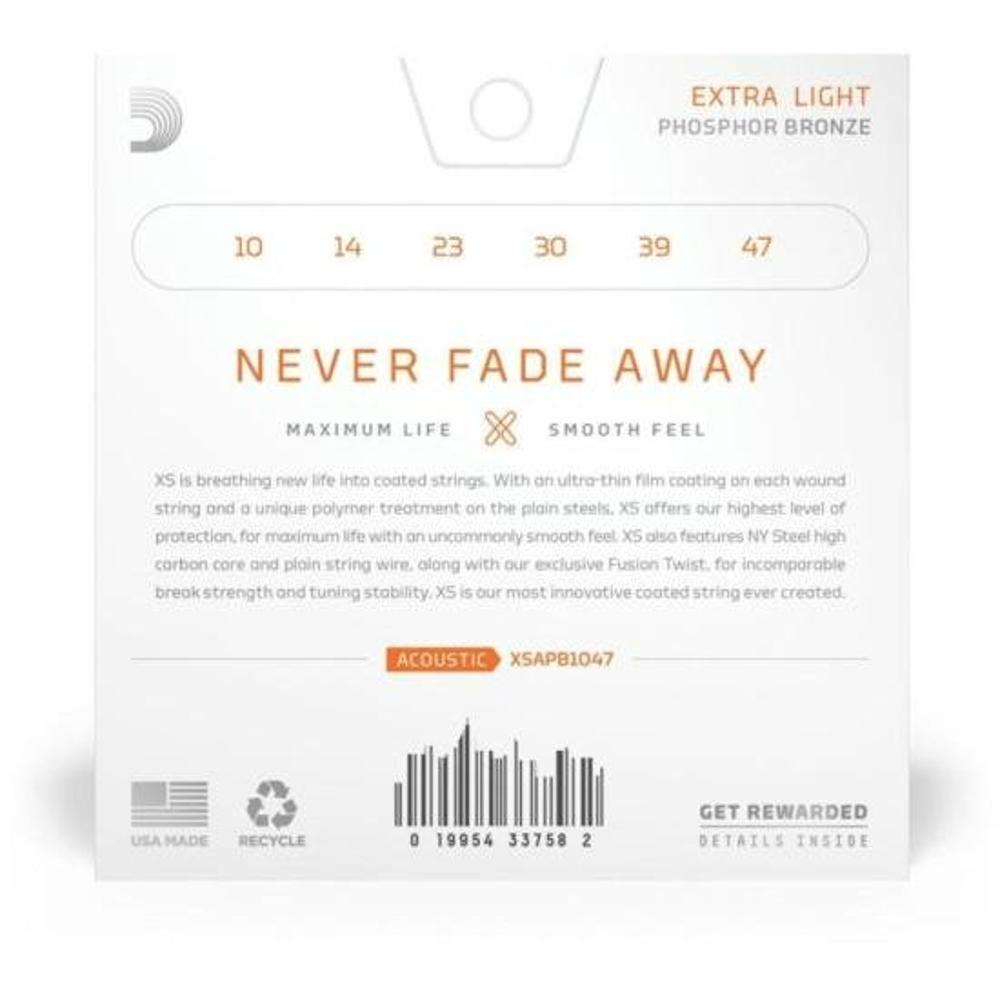 EXTRA LIGHT
PHOSPHOR BRONZE
10 14 23 30 39 47
NEVER FADE AWAY
MAXIMUM LIFE SMOOTH FEEL
XS is breathing new life into coated strings. With an ultra-thin film coating on each wound
string and a unique polymer treatment on the plain steels, XS offers our highest level of
protection, for maximum life with an uncommonly smooth feel. XS also features NY Steel high
carbon core and plain string wire, along with our exclusive Fusion Twist, for incomparable
break strength and tuning stability. XS is our most innovative coated string ever created.
ACOUSTIC XSAPB1047
USA MADE
RECYCLE
0 19954 33758 2
GET REWARDED
DETAILS INSIDE